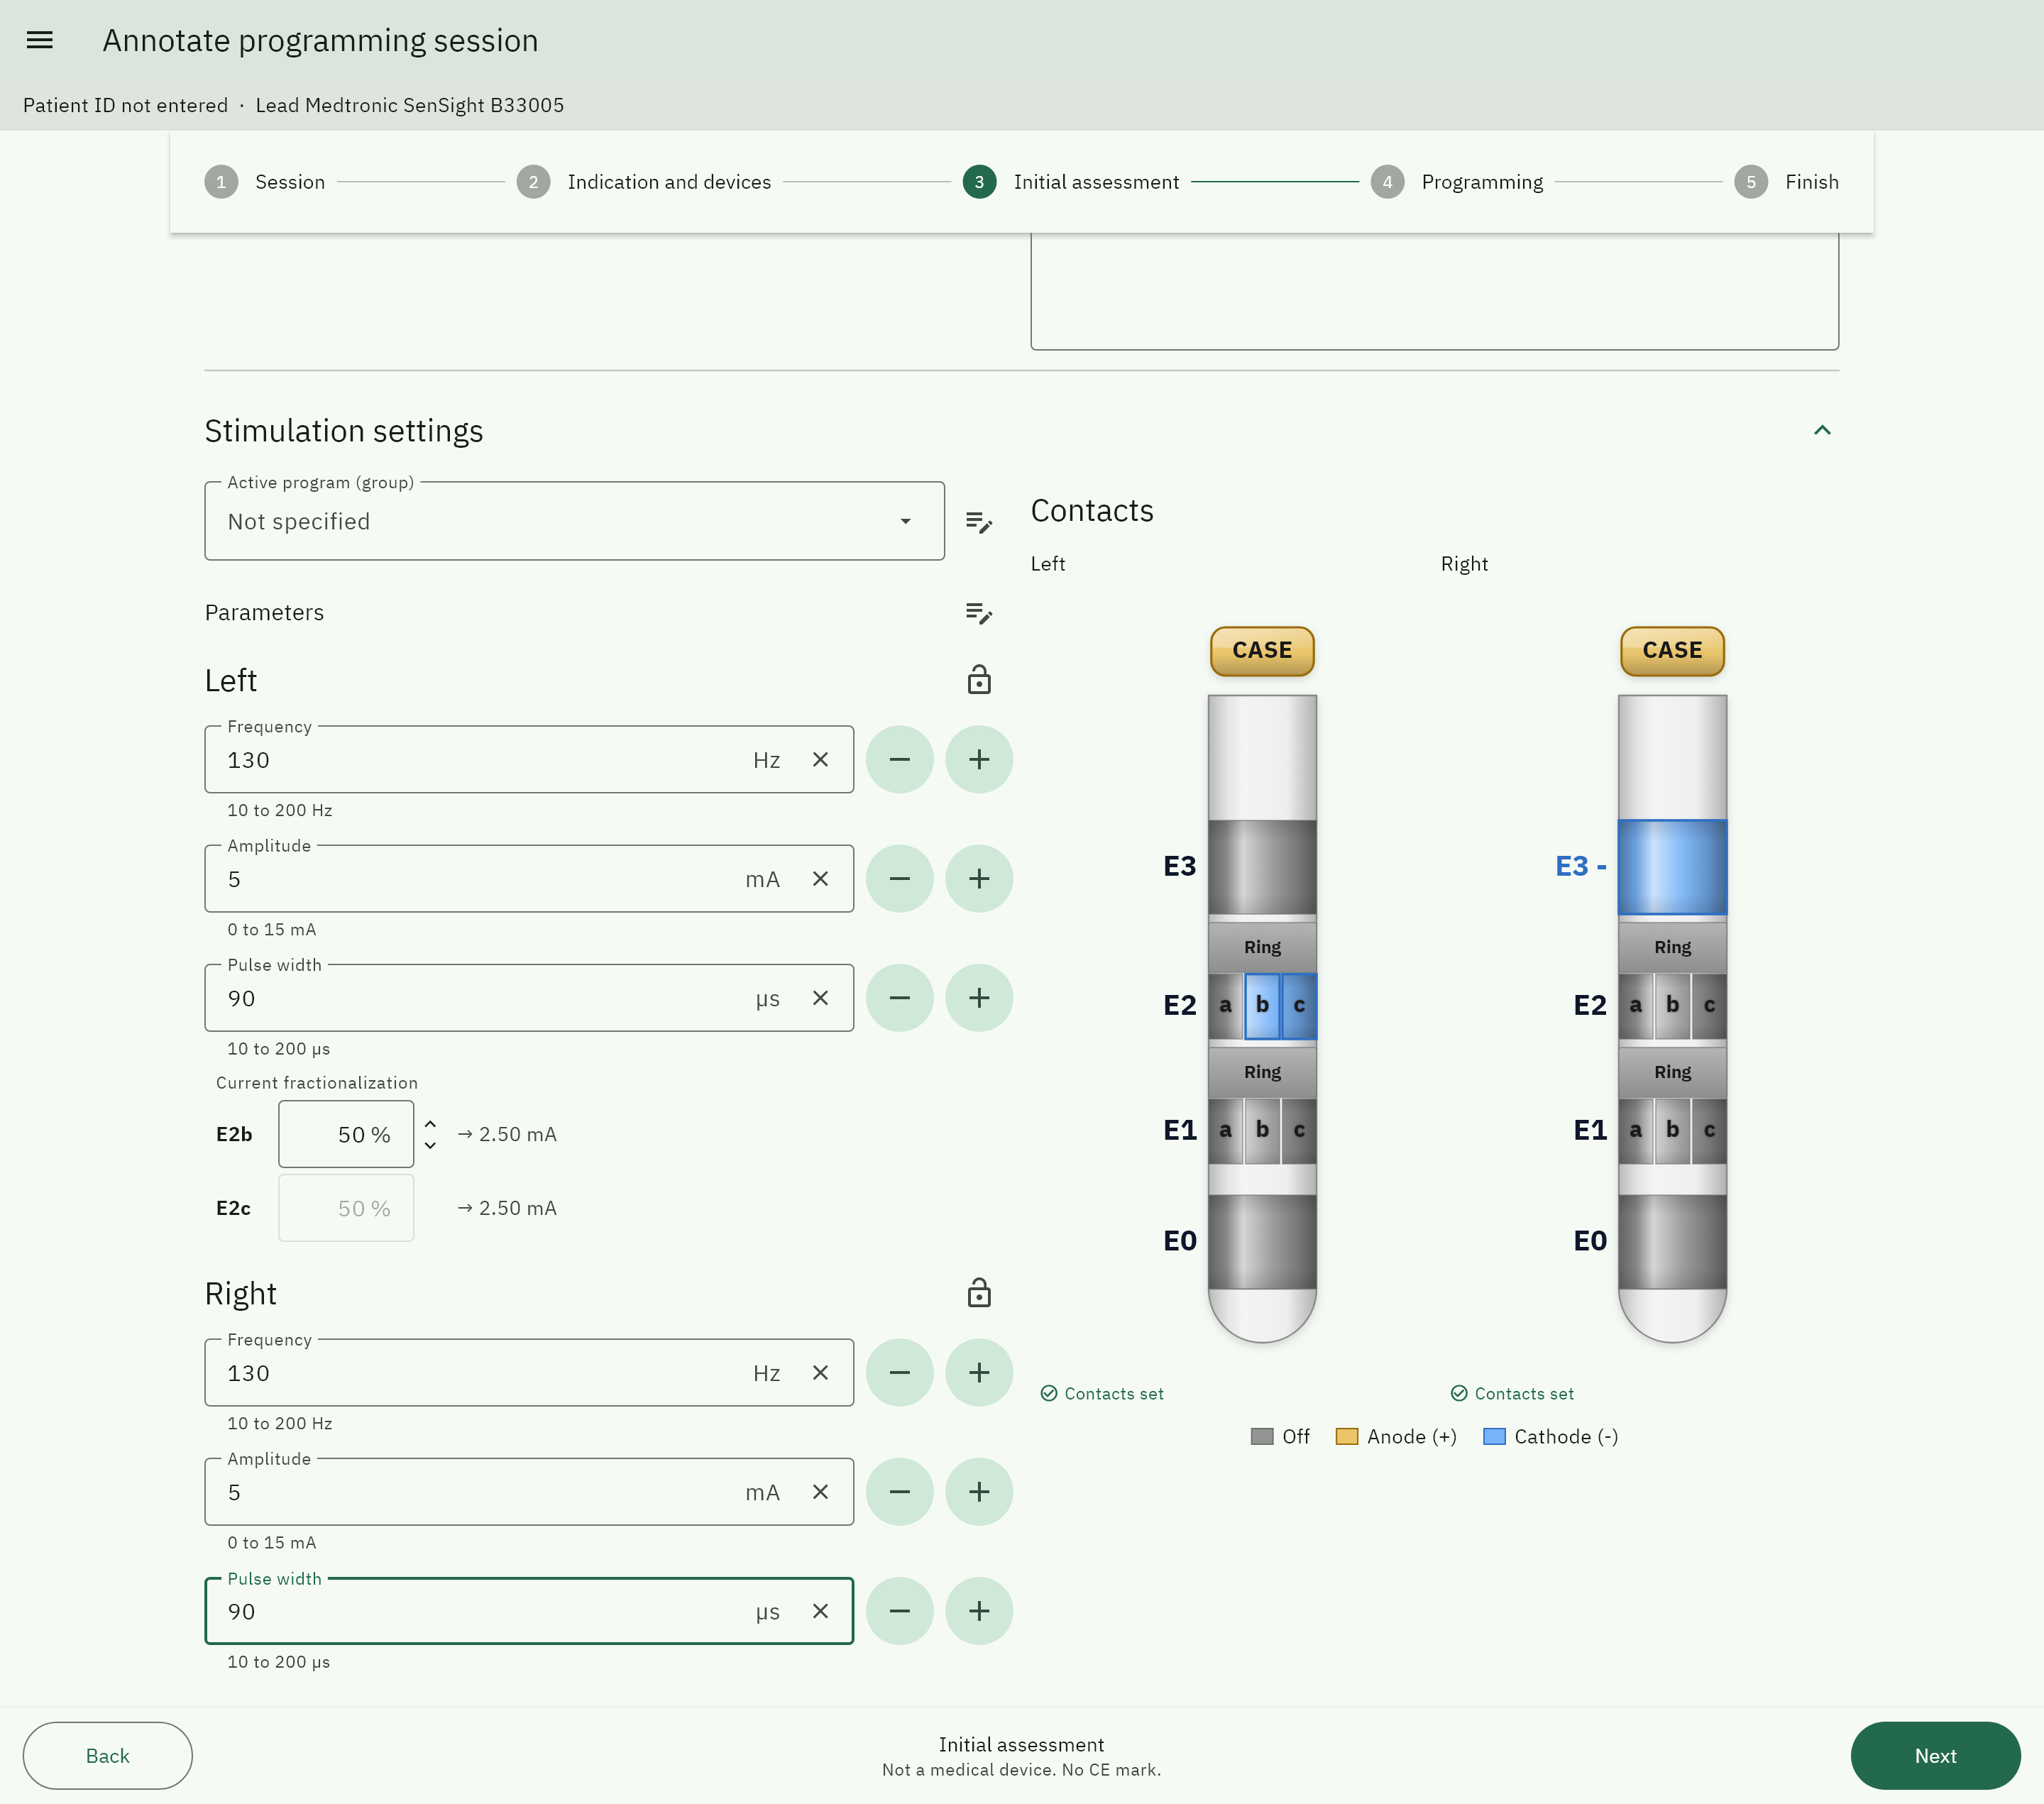 Annotate programming session
Patient ID not entered · Lead Medtronic SenSight B33005
1 Session
2 Indication and devices
3 Initial assessment
4 Programming
5 Finish
Stimulation settings
Active program (group)
Not specified
Parameters
Left
Frequency
130 Hz
10 to 200 Hz
Amplitude
5 mA
0 to 15 mA
Pulse width
90 µs
10 to 200 µs
Current fractionalization
E2b 50 % → 2.50 mA
E2c 50 % → 2.50 mA
Right
Frequency
130 Hz
10 to 200 Hz
Amplitude
5 mA
0 to 15 mA
Pulse width
90 µs
10 to 200 µs
Contacts
Left
CASE
E3
Ring
E2 a b c
Ring
E1 a b c
E0
Contacts set
Right
CASE
E3 -
Ring
E2 a b c
Ring
E1 a b c
E0
Contacts set
Off Anode (+) Cathode (-)
Back
Initial assessment
Not a medical device. No CE mark.
Next